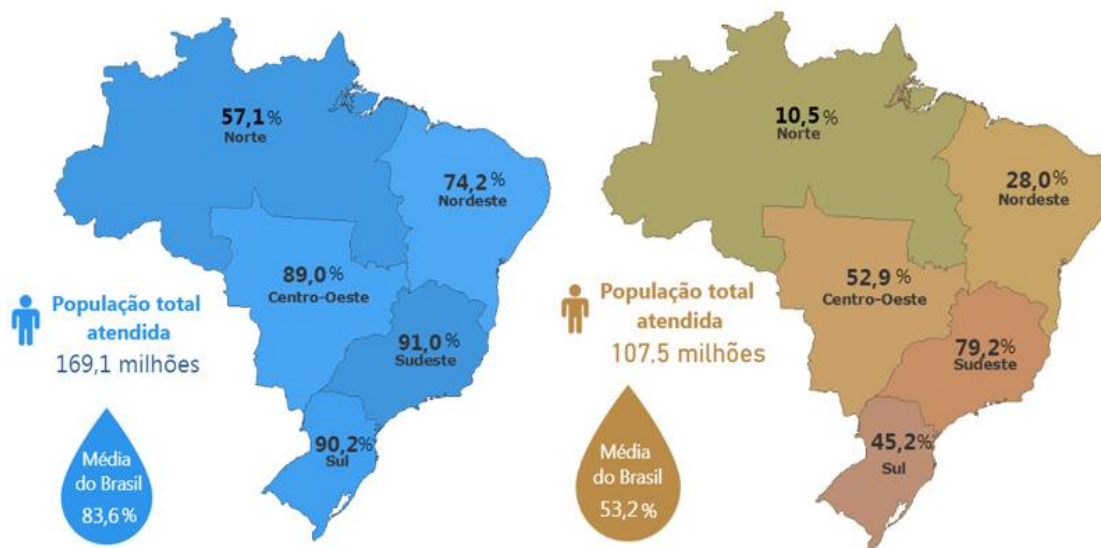 57,1%
Norte
74,2%
Nordeste
89,0%
Centro-Oeste
População total
atendida
169,1 milhões
91,0%
Sudeste
90,2%
Sul
Média
do Brasil
83,6%
10,5%
Norte
28,0%
Nordeste
52,9%
Centro-Oeste
População total
atendida
107,5 milhões
79,2%
Sudeste
45,2%
Sul
Média
do Brasil
53,2%